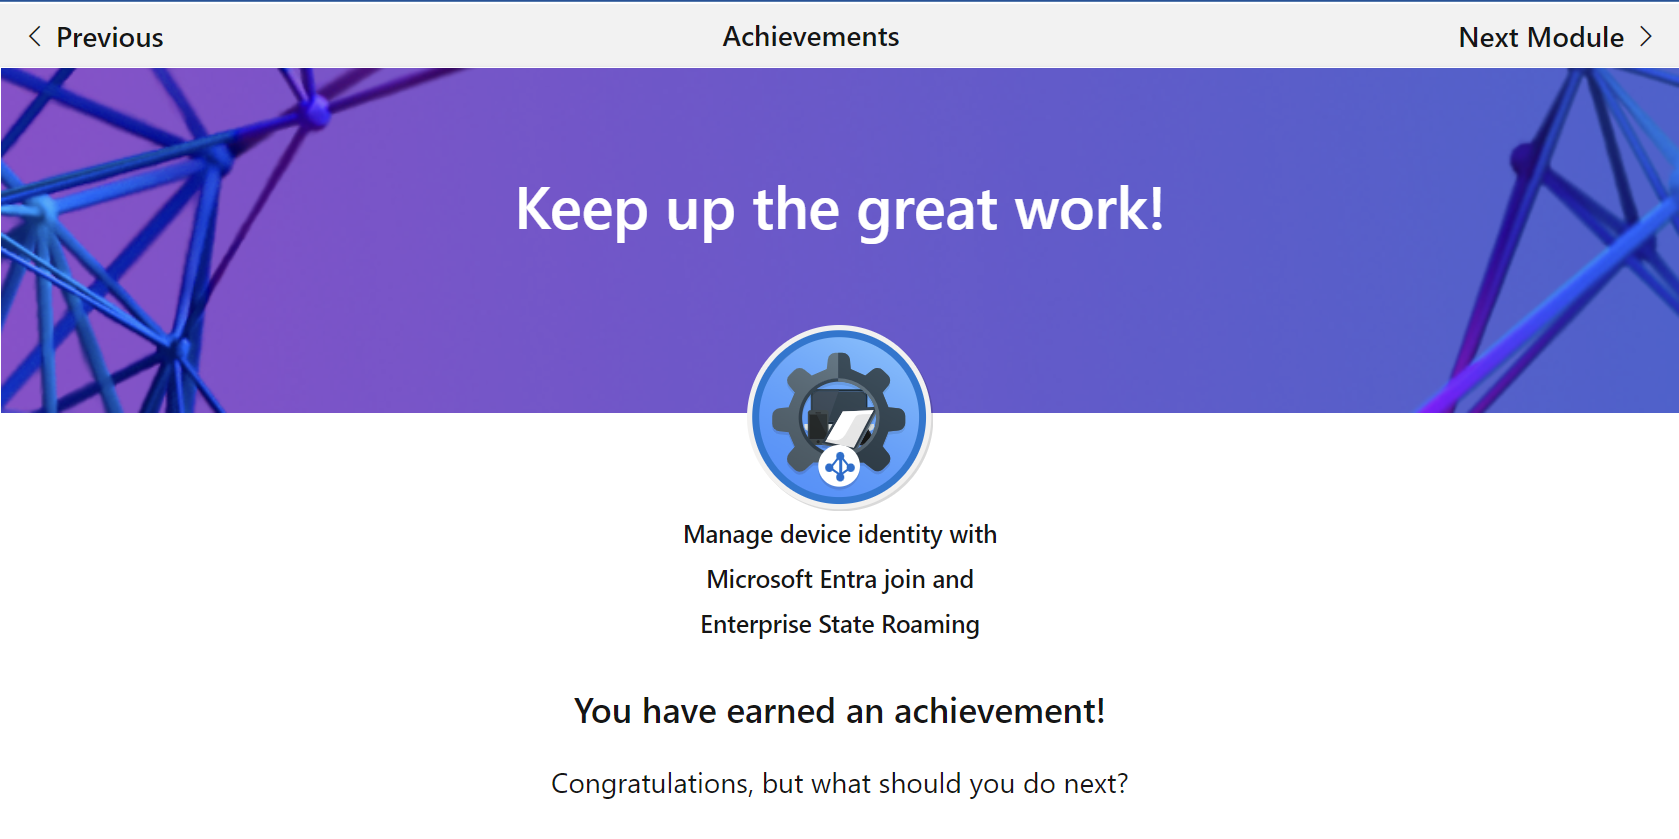 Previous
Achievements
Next Module
Keep up the great work!
Manage device identity with
Microsoft Entra join and
Enterprise State Roaming
You have earned an achievement!
Congratulations, but what should you do next?